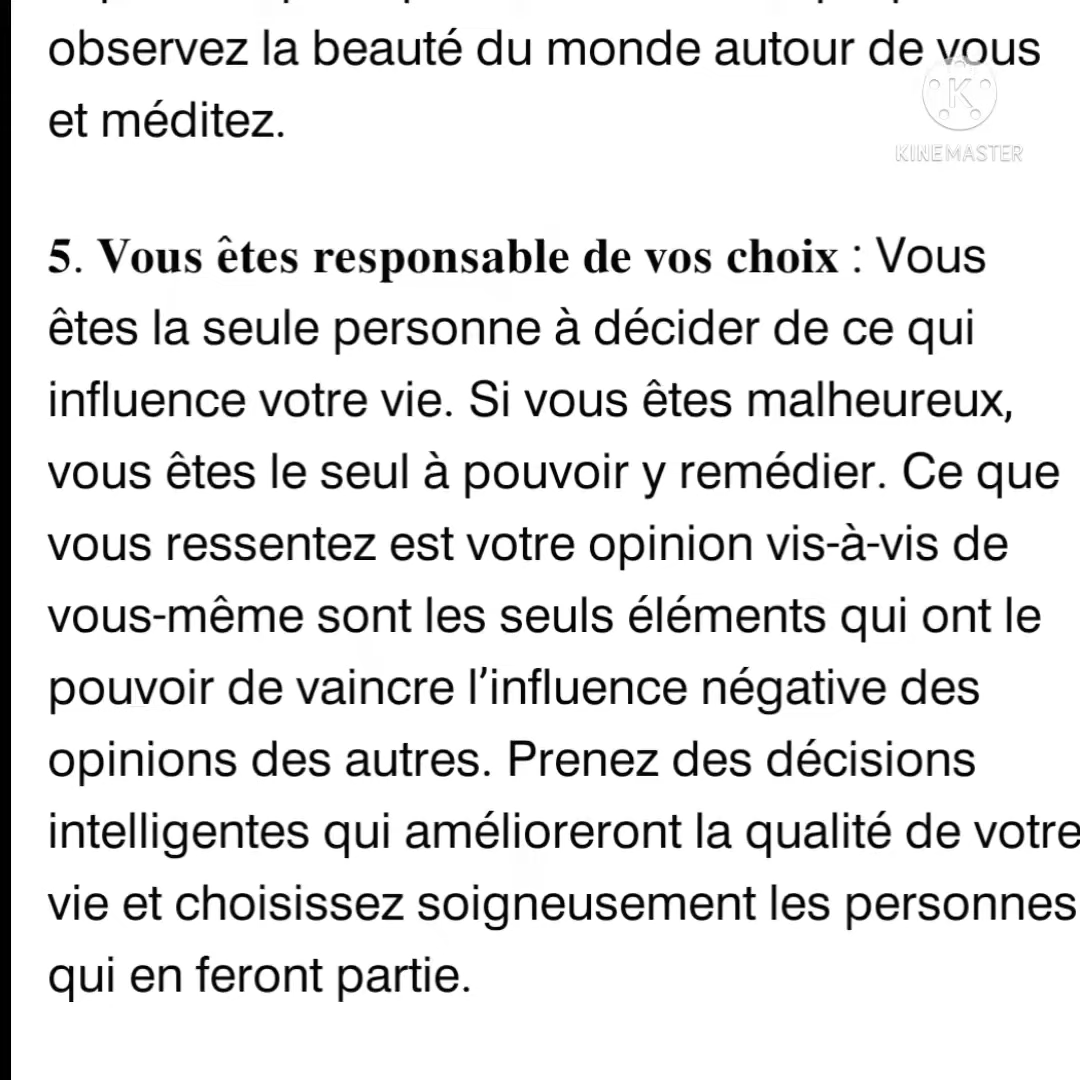 observez la beauté du monde autour de vous
et méditez.
KINEMASTER
5. Vous êtes responsable de vos choix : Vous
êtes la seule personne à décider de ce qui
influence votre vie. Si vous êtes malheureux,
vous êtes le seul à pouvoir y remédier. Ce que
vous ressentez est votre opinion vis-à-vis de
vous-même sont les seuls éléments qui ont le
pouvoir de vaincre l’influence négative des
opinions des autres. Prenez des décisions
intelligentes qui amélioreront la qualité de votre
vie et choisissez soigneusement les personnes
qui en feront partie.